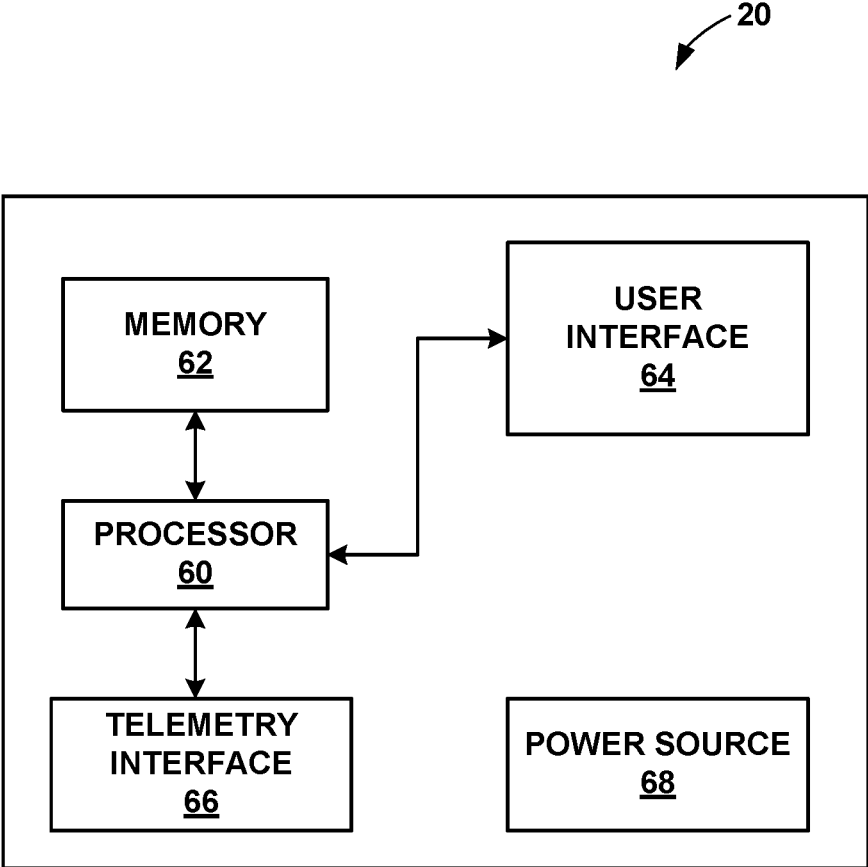 20
MEMORY
62
USER
INTERFACE
64
PROCESSOR
60
TELEMETRY
INTERFACE
66
POWER SOURCE
68